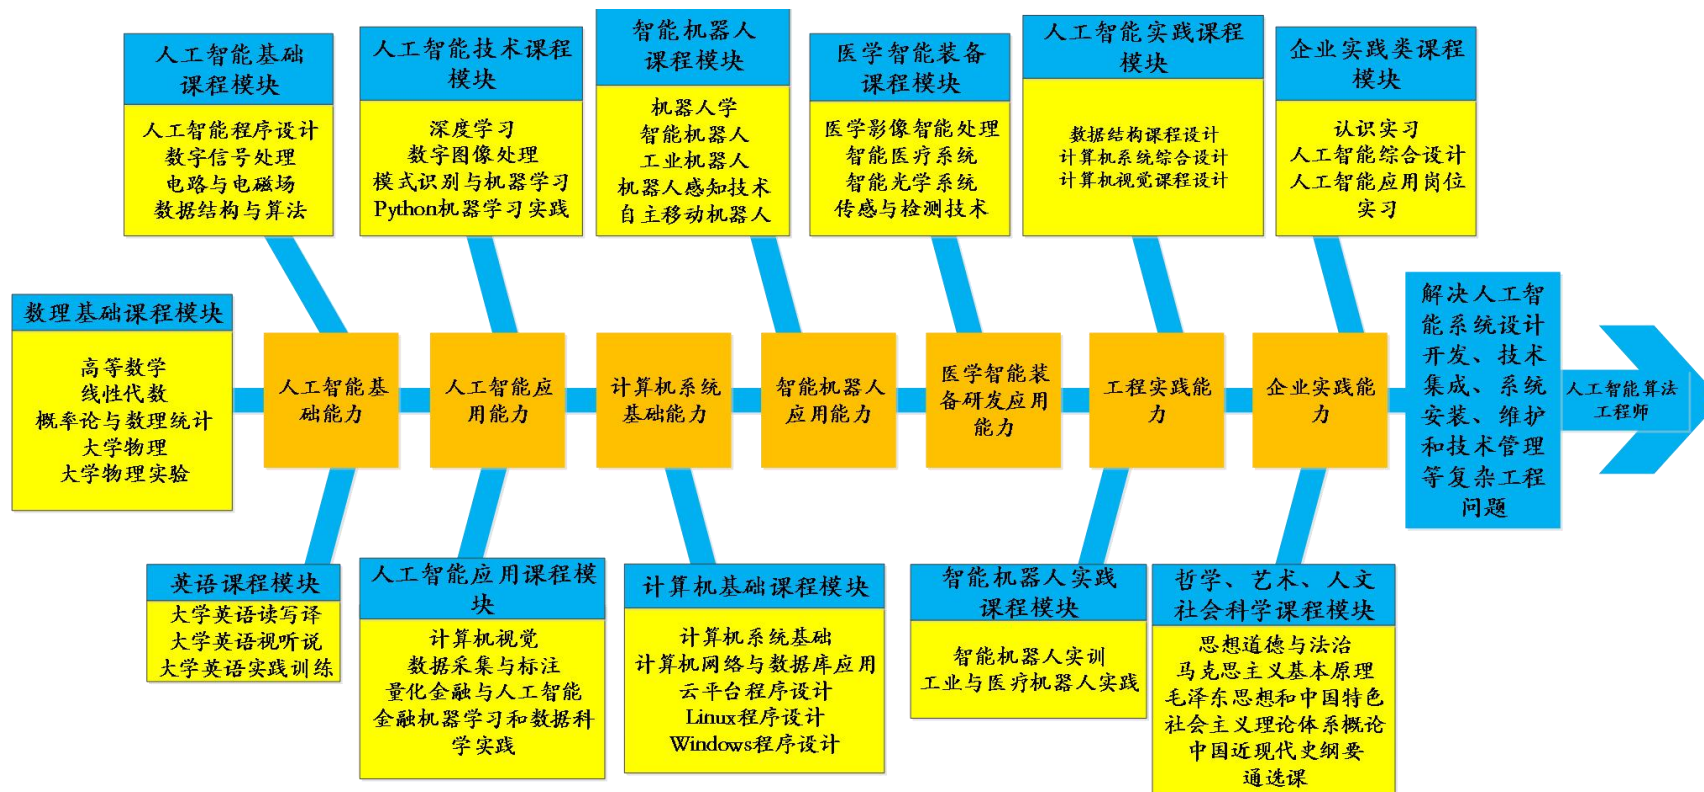 人工智能基础
课程模块
人工智能程序设计
数字信号处理
电路与电磁场
数据结构与算法
人工智能技术课程
模块
深度学习
数字图像处理
模式识别与机器学习
Python机器学习实践
智能机器人
课程模块
机器人学
智能机器人
工业机器人
机器人感知技术
自主移动机器人
医学智能装备
课程模块
医学影像智能处理
智能医疗系统
智能光学系统
传感与检测技术
人工智能实践课程
模块
数据结构课程设计
计算机系统综合设计
计算机视觉课程设计
企业实践类课程
模块
认识实习
人工智能综合设计
人工智能应用岗位
实习
数理基础课程模块
高等数学
线性代数
概率论与数理统计
大学物理
大学物理实验
人工智能基
础能力
人工智能应
用能力
计算机系统
基础能力
智能机器人
应用能力
医学智能装
备研发应用
能力
工程实践能
力
企业实践能
力
解决人工智
能系统设计
开发、技术
集成、系统
安装、维护
和技术管理
等复杂工程
问题
人工智能算法
工程师
英语课程模块
大学英语读写译
大学英语视听说
大学英语实践训练
人工智能应用课程模
块
计算机视觉
数据采集与标注
量化金融与人工智能
金融机器学习和数据科
学实践
计算机基础课程模块
计算机系统基础
计算机网络与数据库应用
云平台程序设计
Linux程序设计
Windows程序设计
智能机器人实践
课程模块
智能机器人实训
工业与医疗机器人实践
哲学、艺术、人文
社会科学课程模块
思想道德与法治
马克思主义基本原理
毛泽东思想和中国特色
社会主义理论体系概论
中国近现代史纲要
通选课